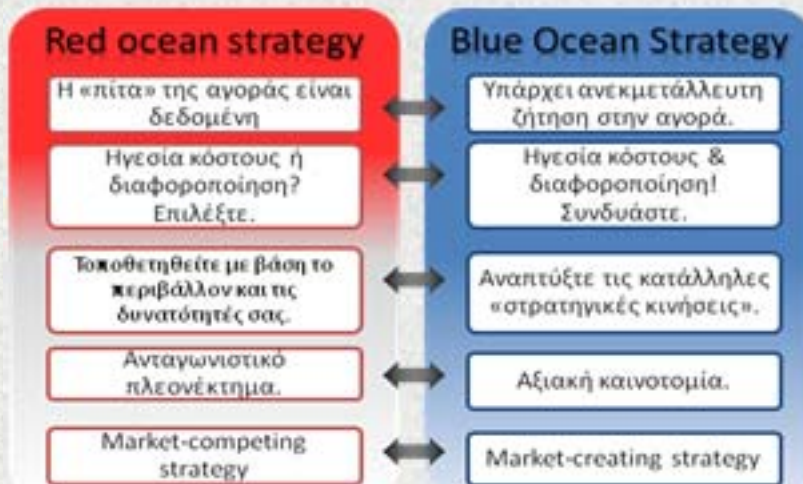 Red ocean strategy
Η «πίτα» της αγοράς είναι
δεδομένη
Ηγεσία κόστους ή
διαφοροποίηση?
Επιλέξτε.
Τοποθετηθείτε με βάση το
περιβάλλον και τις
δυνατότητές σας.
Ανταγωνιστικό
πλεονέκτημα.
Market-competing
strategy
Blue Ocean Strategy
Υπάρχει ανεκμετάλλευτη
ζήτηση στην αγορά.
Ηγεσία κόστους &
διαφοροποίηση!
Συνδυάστε.
Αναπτύξτε τις κατάλληλες
«στρατηγικές κινήσεις».
Αξιακή καινοτομία.
Market-creating strategy